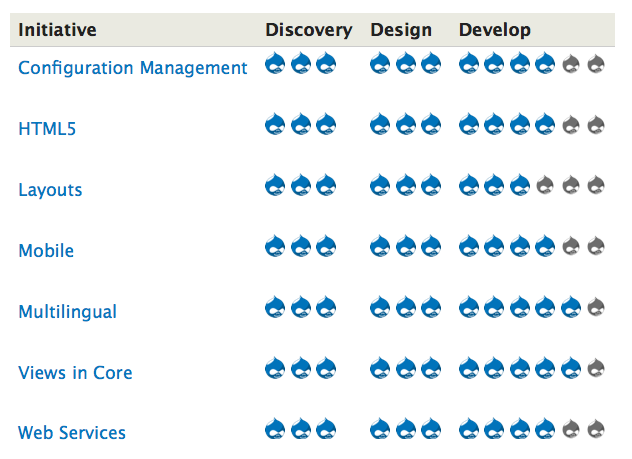 Initiative Discovery Design Develop
Configuration Management
HTML5
Layouts
Mobile
Multilingual
Views in Core
Web Services